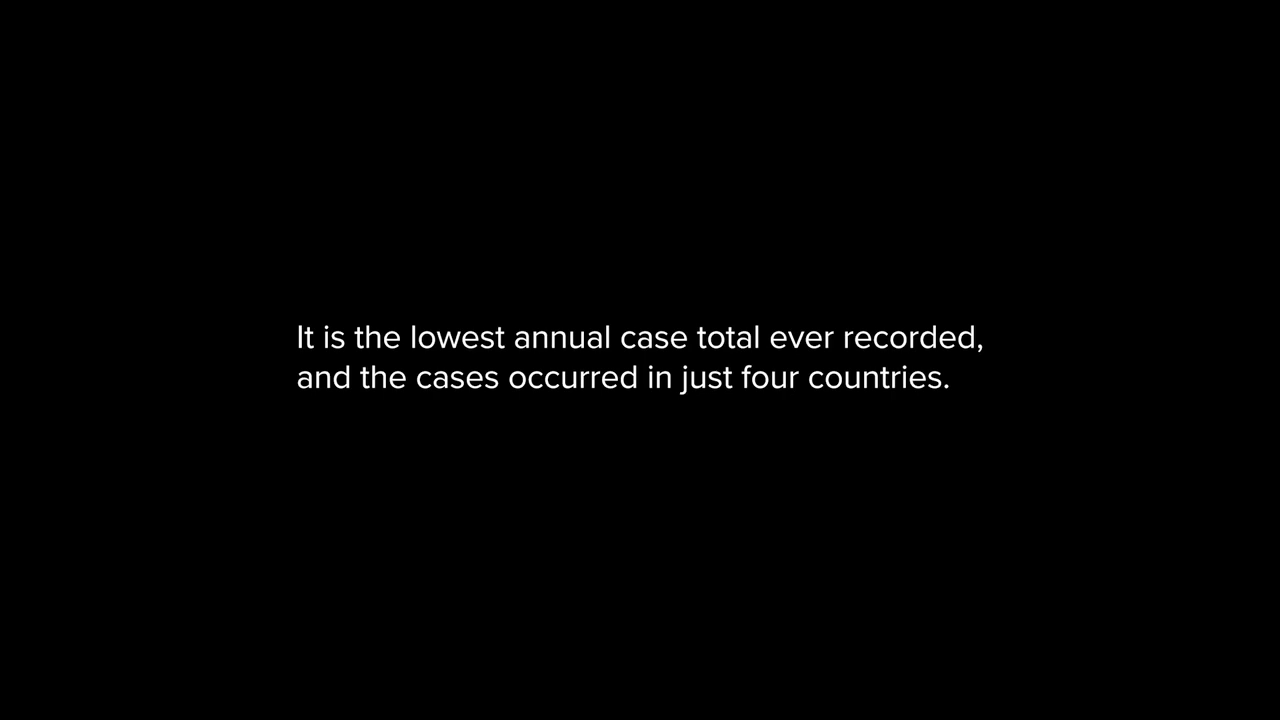 It is the lowest annual case total ever recorded,
and the cases occurred in just four countries.